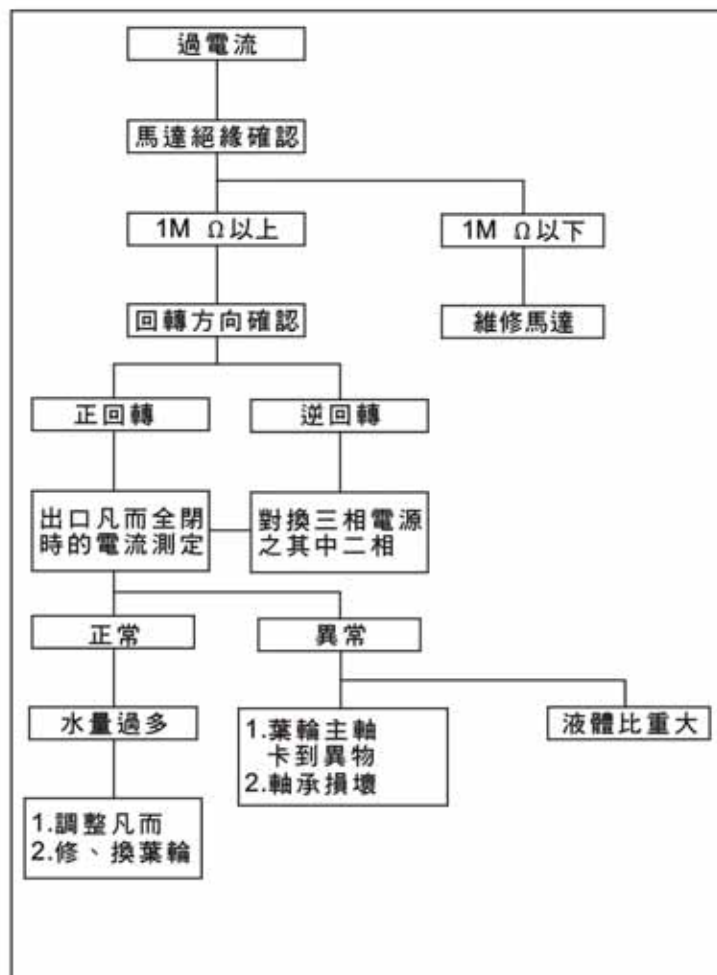 過電流
馬達絕緣確認
1M Ω以上
1M Ω以下
回轉方向確認
維修馬達
正回轉
逆回轉
出口凡而全閉
時的電流測定
對換三相電源
之其中二相
正常
異常
水量過多
1.葉輪主軸
卡到異物
2.軸承損壞
液體比重大
1.調整凡而
2.修、換葉輪